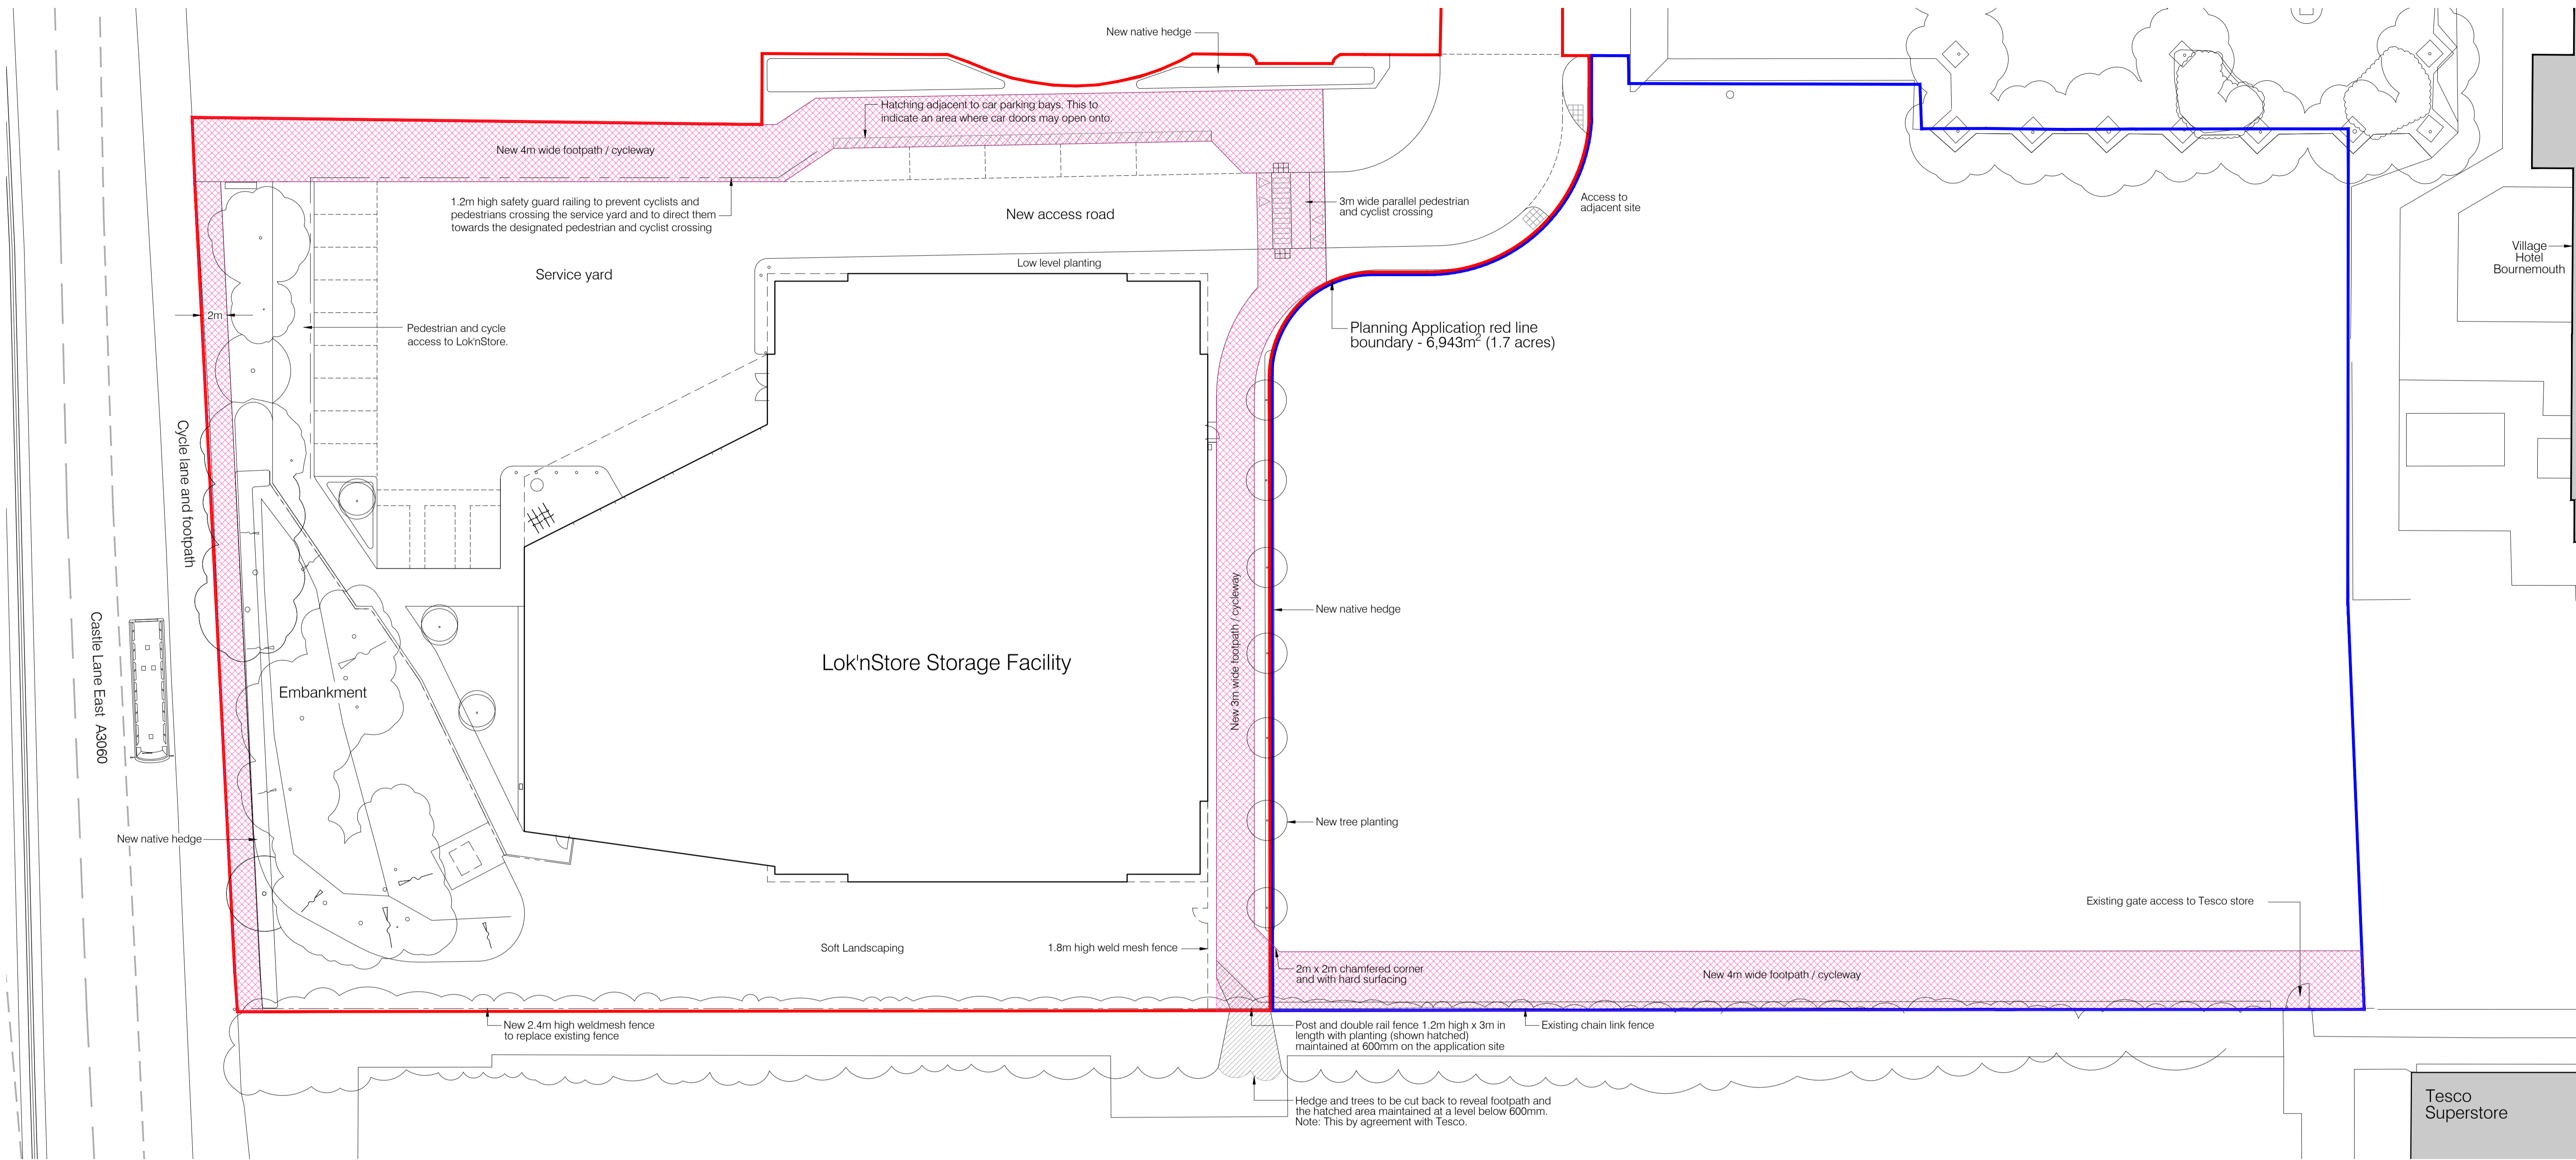 New native hedge
Hatching adjacent to car parking bays. This to
indicate an area where car doors may open onto.
New 4m wide footpath / cycleway
1.2m high safety guard railing to prevent cyclists and
pedestrians crossing the service yard and to direct them
towards the designated pedestrian and cyclist crossing
New access road
3m wide parallel pedestrian
and cyclist crossing
Access to
adjacent site
Village
Hotel
Bournemouth
Service yard
Low level planting
2m
Pedestrian and cycle
access to Lok'nStore.
Planning Application red line
boundary - 6,943m² (1.7 acres)
Cycle lane and footpath
Castle Lane East A3060
New 3m wide footpath / cycleway
New native hedge
Lok'nStore Storage Facility
Embankment
New native hedge
New tree planting
Existing gate access to Tesco store
Soft Landscaping
1.8m high weld mesh fence
2m x 2m chamfered corner
and with hard surfacing
New 4m wide footpath / cycleway
New 2.4m high weldmesh fence
to replace existing fence
Post and double rail fence 1.2m high x 3m in
length with planting (shown hatched)
maintained at 600mm on the application site
Existing chain link fence
Hedge and trees to be cut back to reveal footpath and
the hatched area maintained at a level below 600mm.
Note: This by agreement with Tesco.
Tesco
Superstore